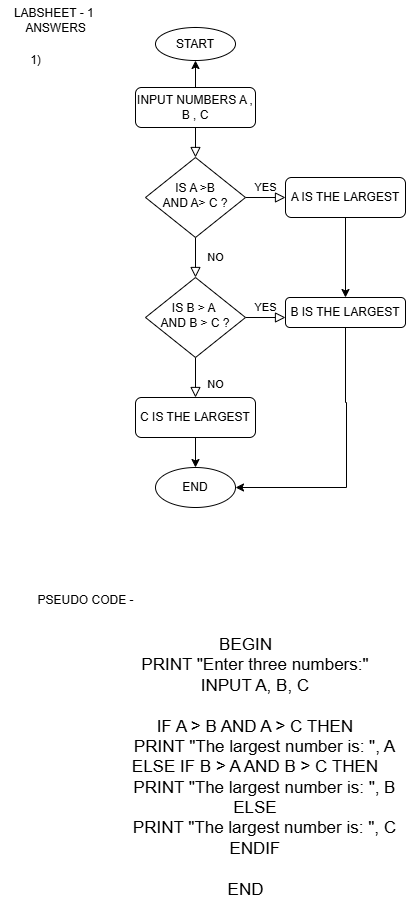 LABSHEET - 1
ANSWERS
START
1)
INPUT NUMBERS A ,
B , C
IS A >B
AND A> C ?
YES
A IS THE LARGEST
NO
IS B > A
AND B > C ?
YES
B IS THE LARGEST
NO
C IS THE LARGEST
END
PSEUDO CODE -
BEGIN
PRINT "Enter three numbers:"
INPUT A, B, C
IF A > B AND A > C THEN
PRINT "The largest number is: ", A
ELSE IF B > A AND B > C THEN
PRINT "The largest number is: ", B
ELSE
PRINT "The largest number is: ", C
ENDIF
END